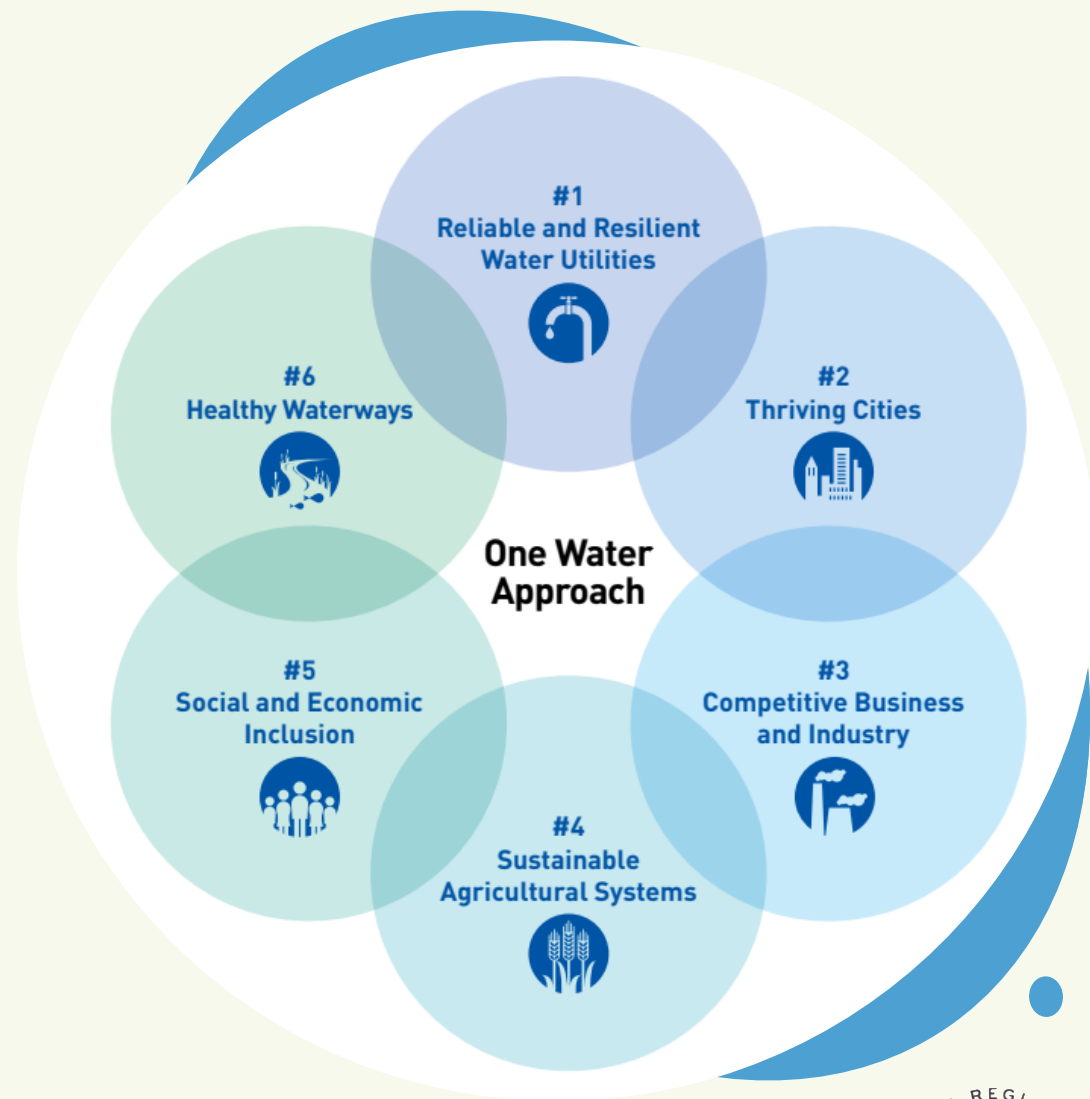 #1
Reliable and Resilient
Water Utilities
#2
Thriving Cities
#3
Competitive Business
and Industry
#4
Sustainable
Agricultural Systems
#5
Social and Economic
Inclusion
#6
Healthy Waterways
One Water
Approach